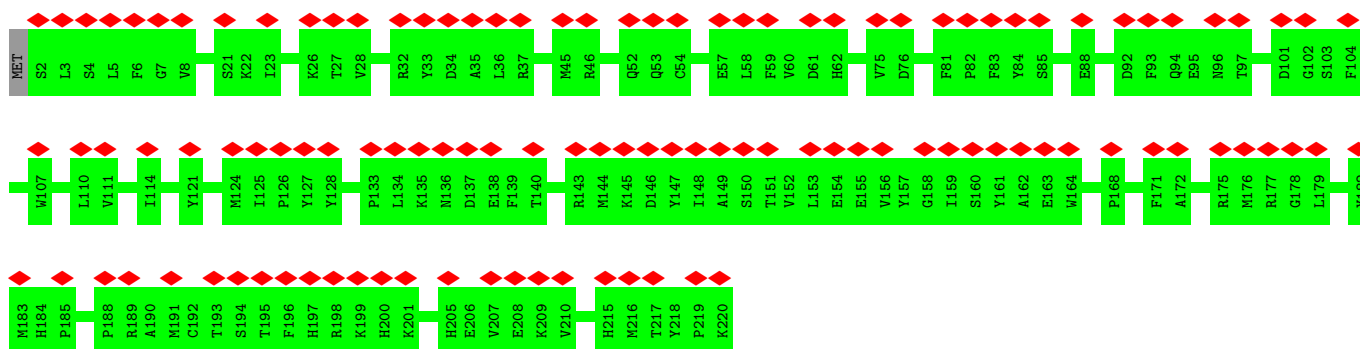 MET S2 L3 S4 L5 F6 G7 V8 S21 K22 I23 K26 T27 V28 R32 Y33 D34 A35 L36 R37 M45 R46 Q52 Q53 C54 E57 L58 F59 V60 D61 H62 V75 D76 F81 P82 F83 Y84 S85 E88 D92 F93 Q94 E95 N96 T97 D101 G102 S103 F104
W107 L110 V111 I114 Y121 M124 I125 P126 Y127 Y128 P133 L134 K135 N136 D137 E138 F139 T140 R143 M144 K145 D146 Y147 I148 A149 S150 T151 V152 L153 E154 E155 V156 Y157 G158 I159 S160 Y161 A162 E163 W164 P168 F171 A172 R175 M176 R177 G178 L179
M183 H184 P185 P188 R189 A190 M191 C192 T193 S194 T195 F196 H197 R198 K199 H200 K201 H205 E206 V207 E208 K209 V210 H215 M216 T217 Y218 P219 K220